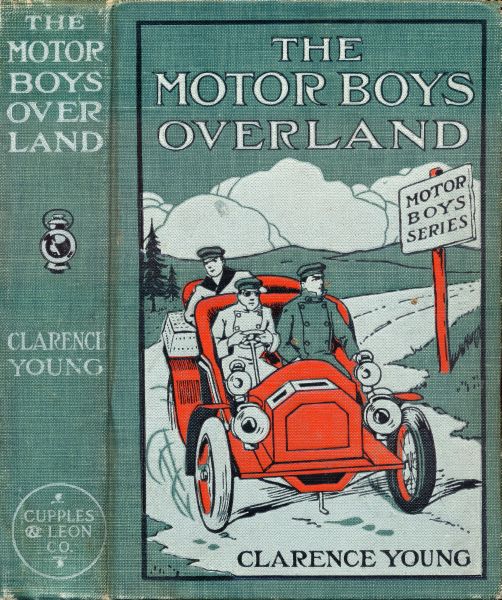 THE
MOTOR
BOYS
OVER
LAND
CLARENCE
YOUNG
CUPPLES
& LEON
CO.
THE
MOTOR BOYS
OVERLAND
MOTOR
BOYS
SERIES
CLARENCE YOUNG